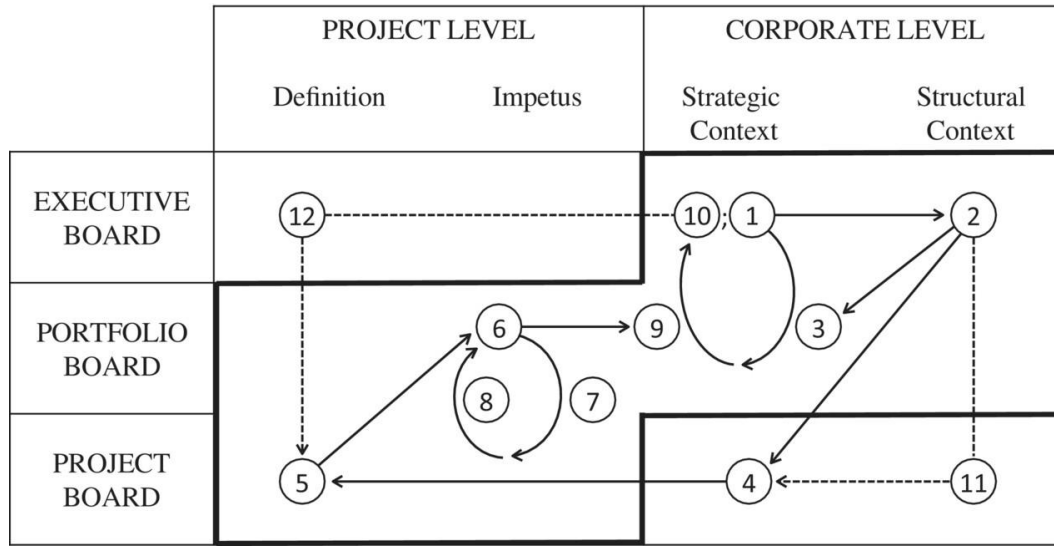 PROJECT LEVEL CORPORATE LEVEL
Definition Impetus Strategic Context Structural Context
EXECUTIVE
BOARD
12 10 ; 1 2
PORTFOLIO
BOARD
6 9 3
8 7
PROJECT
BOARD
5 4 11